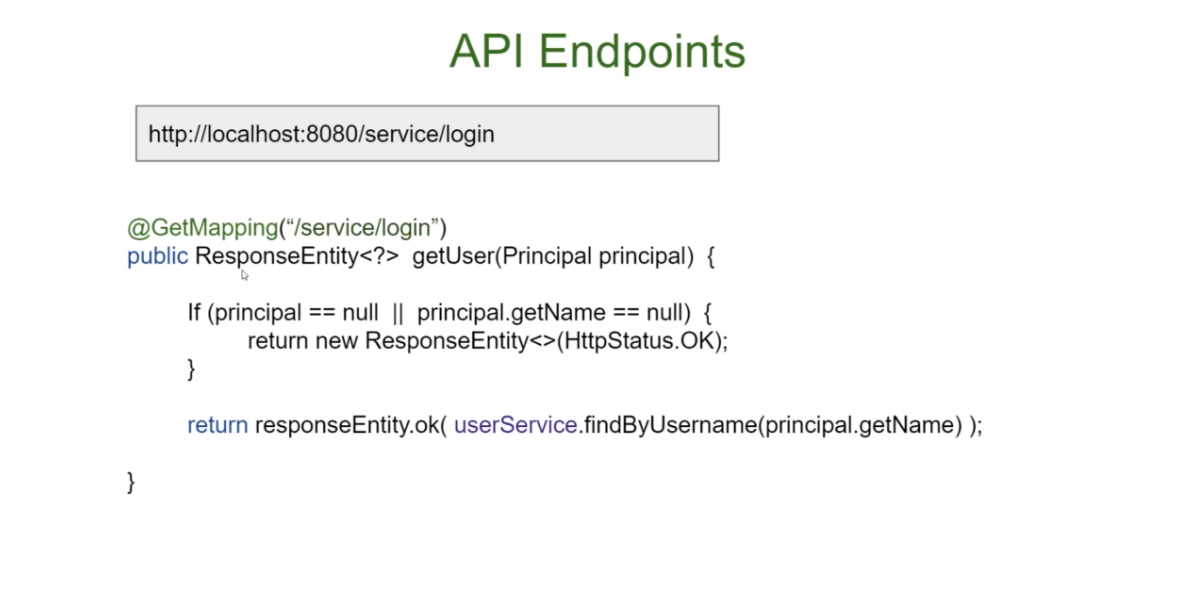 API Endpoints
http://localhost:8080/service/login
@GetMapping(“/service/login”)
public ResponseEntity<?>  getUser(Principal principal)  {
If (principal == null  ||  principal.getName == null)  {
return new ResponseEntity<>(HttpStatus.OK);
}
return responseEntity.ok( userService.findByUsername(principal.getName) );
}